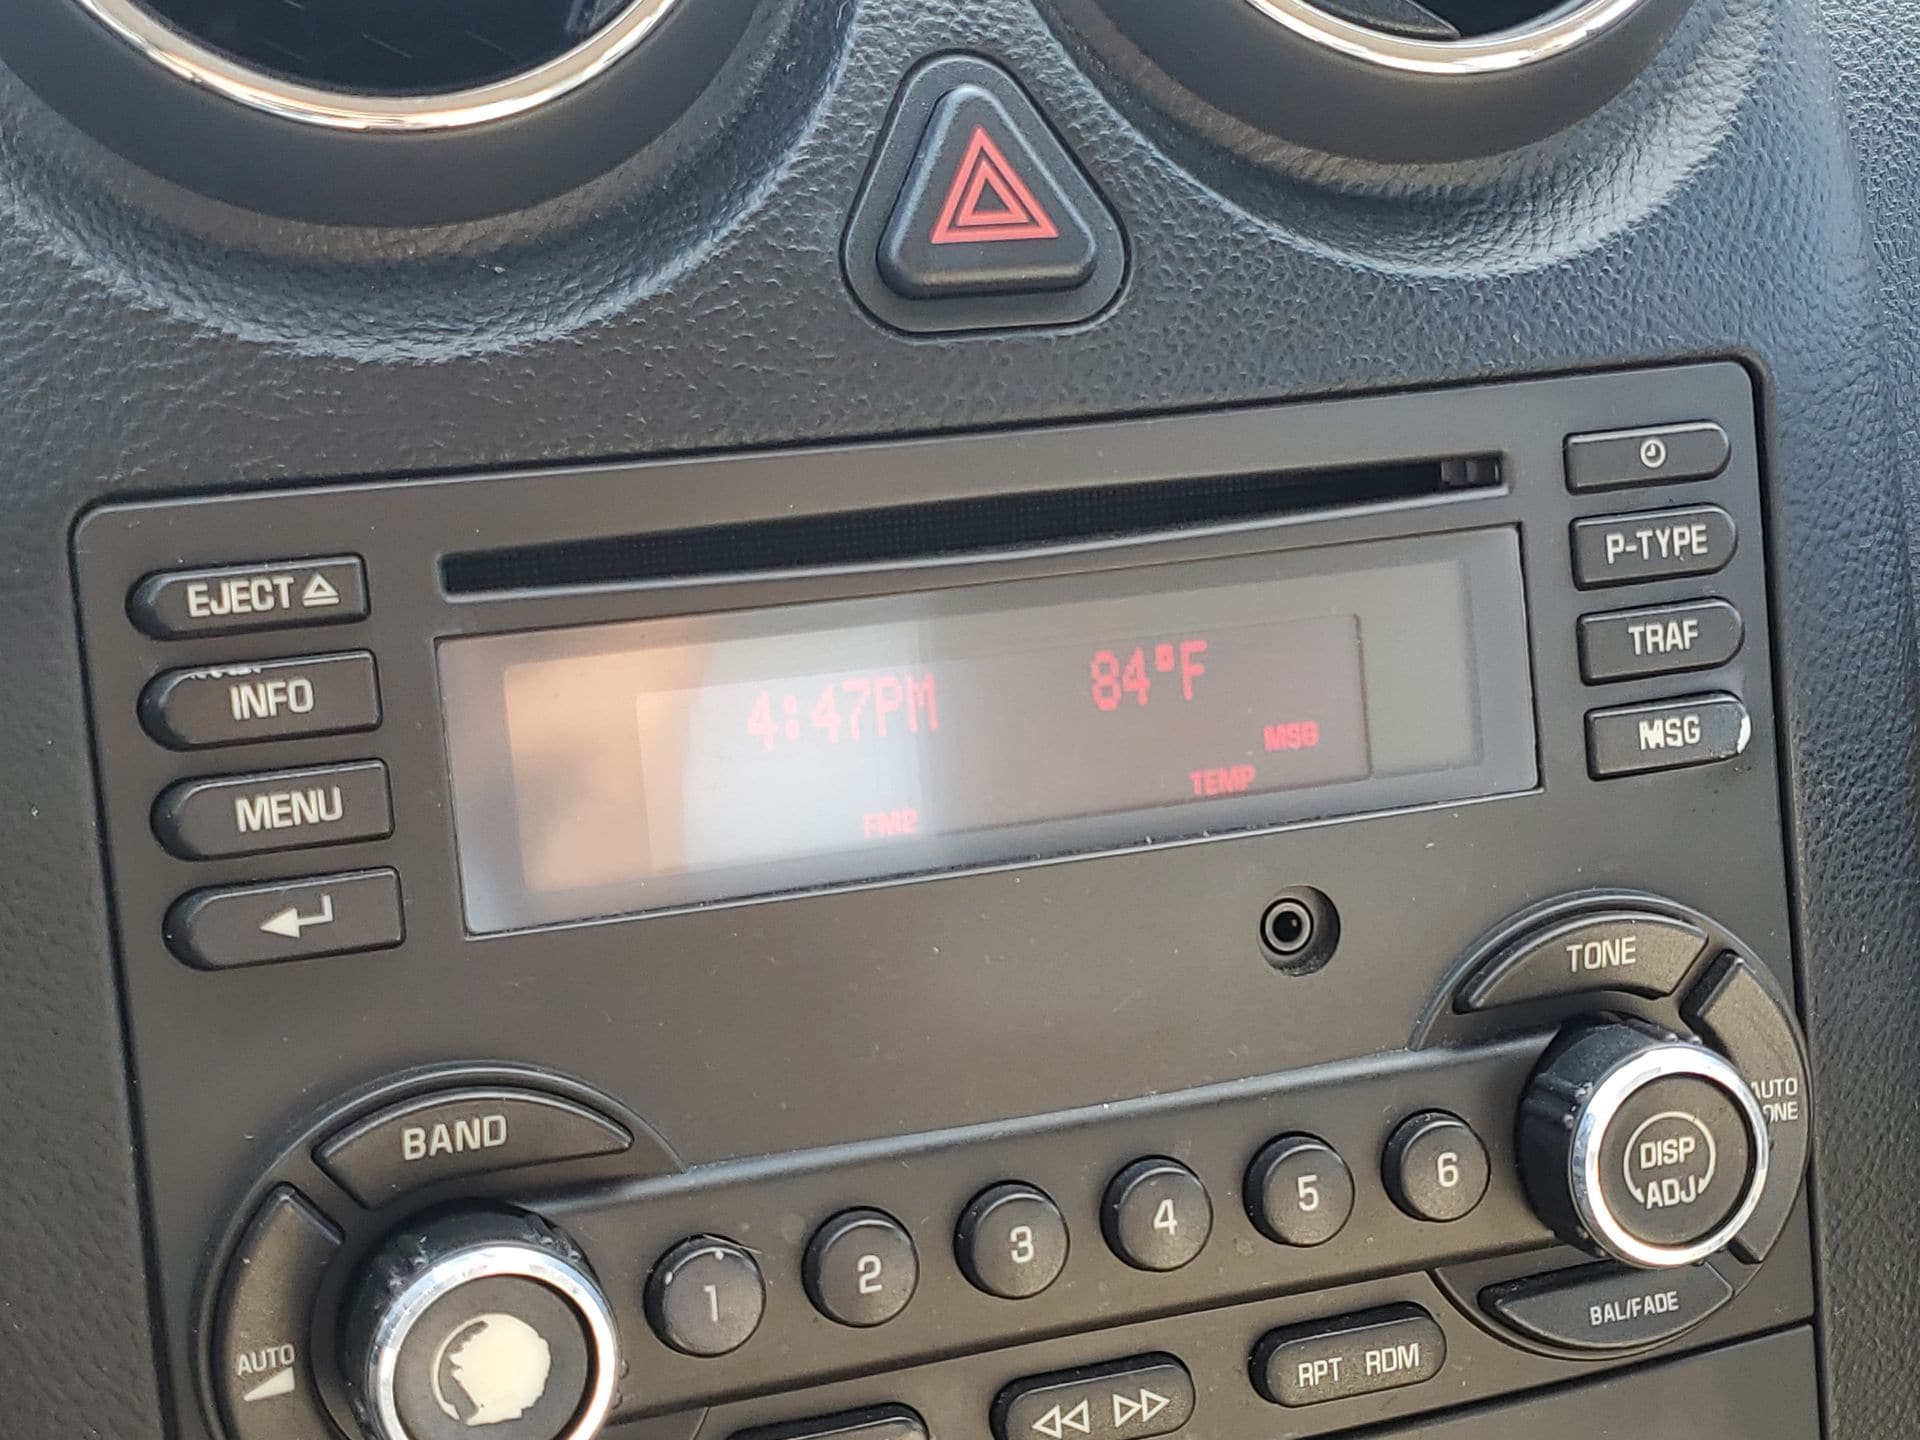 EJECT
INFO
MENU
4:47PM 84°F
MSG
TEMP
FM2
P-TYPE
TRAF
MSG
TONE
AUTO
BAND
DISP
ADJ
1 2 3 4 5 6
AUTO
BAL/FADE
RPT RDM